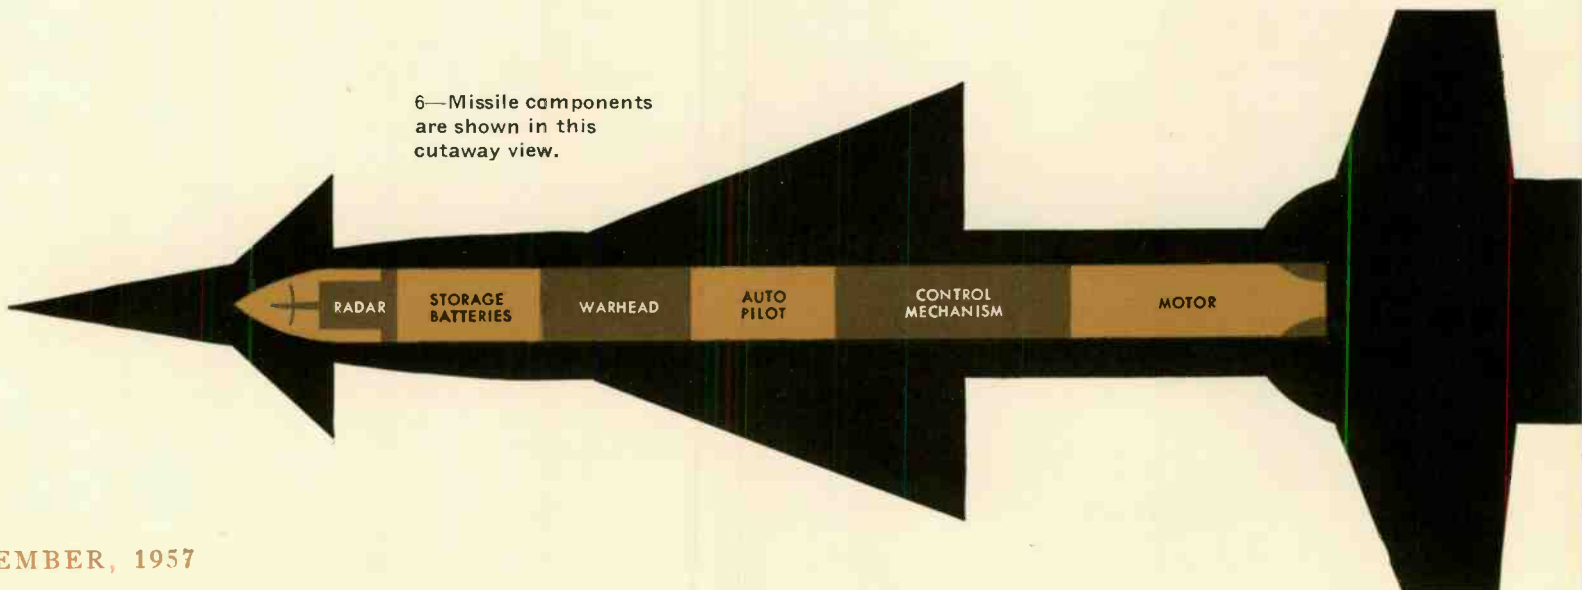 6—Missile components
are shown in this
cutaway view.
RADAR
STORAGE
BATTERIES
WARHEAD
AUTO
PILOT
CONTROL
MECHANISM
MOTOR
EMBER, 1957